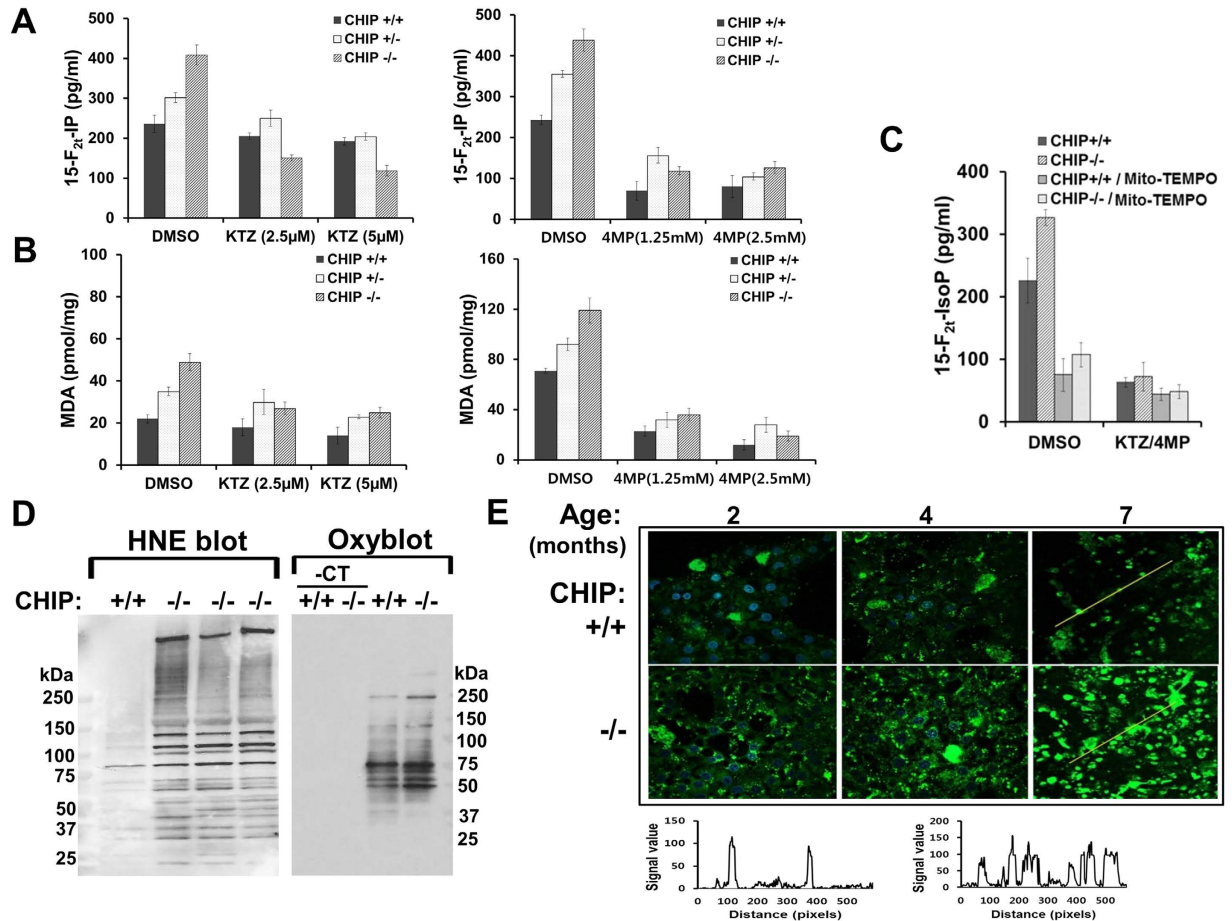 A
500
400
300
200
100
0
15-F2t-IP (pg/ml)
CHIP +/+
CHIP +/-
CHIP -/-
DMSO
KTZ (2.5μM)
KTZ (5μM)
500
400
300
200
100
0
15-F2t-IP (pg/ml)
CHIP +/+
CHIP +/-
CHIP -/-
DMSO
4MP(1.25mM)
4MP(2.5mM)
B
100
80
60
40
20
0
MDA (pmol/mg)
CHIP +/+
CHIP +/-
CHIP -/-
DMSO
KTZ (2.5μM)
KTZ (5μM)
160
120
80
40
0
MDA (pmol/mg)
CHIP +/+
CHIP +/-
CHIP -/-
DMSO
4MP(1.25mM)
4MP(2.5mM)
C
CHIP+/+
CHIP-/-
CHIP+/+ / Mito-TEMPO
CHIP-/- / Mito-TEMPO
400
300
200
100
0
15-F2t-IsoP (pg/ml)
DMSO
KTZ/4MP
D
HNE blot
Oxyblot
-CT
CHIP: +/+ -/- -/- -/-
+/+ -/- +/+ -/-
kDa
250
150
100
75
50
37
25
kDa
250
150
100
75
50
37
25
E
Age: 2 4 7
(months)
CHIP:
+/+
-/-
150
100
50
0
Signal value
0 100 200 300 400 500
Distance (pixels)
200
150
100
50
0
Signal value
0 100 200 300 400 500
Distance (pixels)